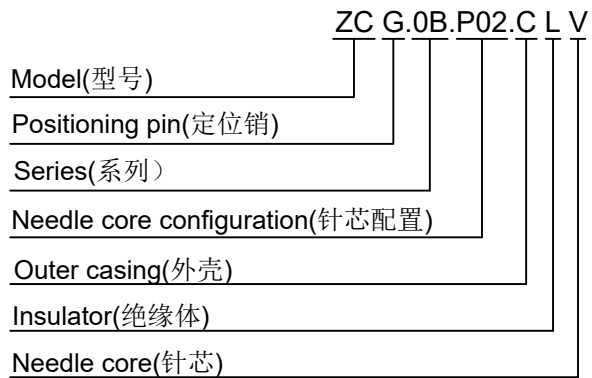 ZC G.0B.P02.C L V
Model(型号)
Positioning pin(定位销)
Series(系列）
Needle core configuration(针芯配置)
Outer casing(外壳)
Insulator(绝缘体)
Needle core(针芯)